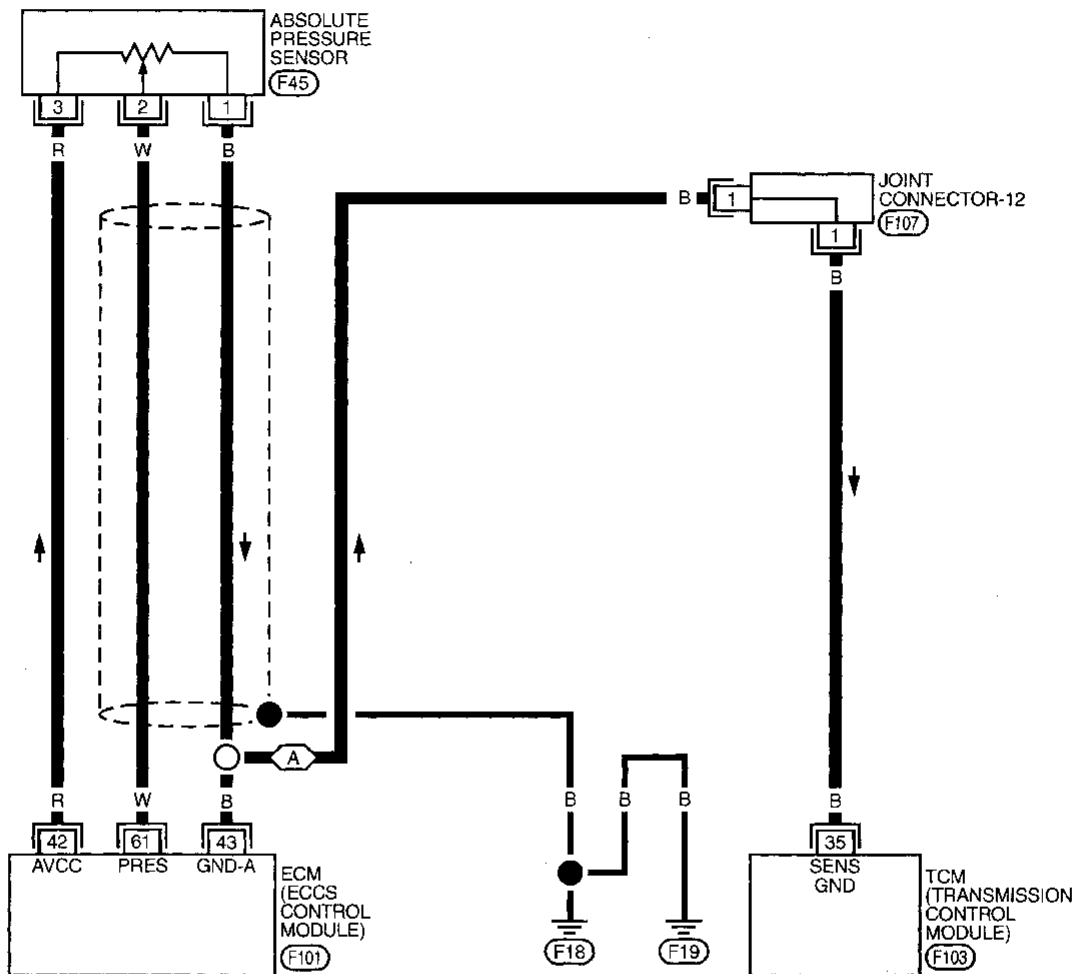 ABSOLUTE
PRESSURE
SENSOR
F45
3 2 1
R W B
JOINT
CONNECTOR-12
F107
B 1
1
B
A
R W B
B B B
B
42 61 43
AVCC PRES GND-A
ECM
(ECCS
CONTROL
MODULE)
F101
F18 F19
35
SENS
GND
TCM
(TRANSMISSION
CONTROL
MODULE)
F103